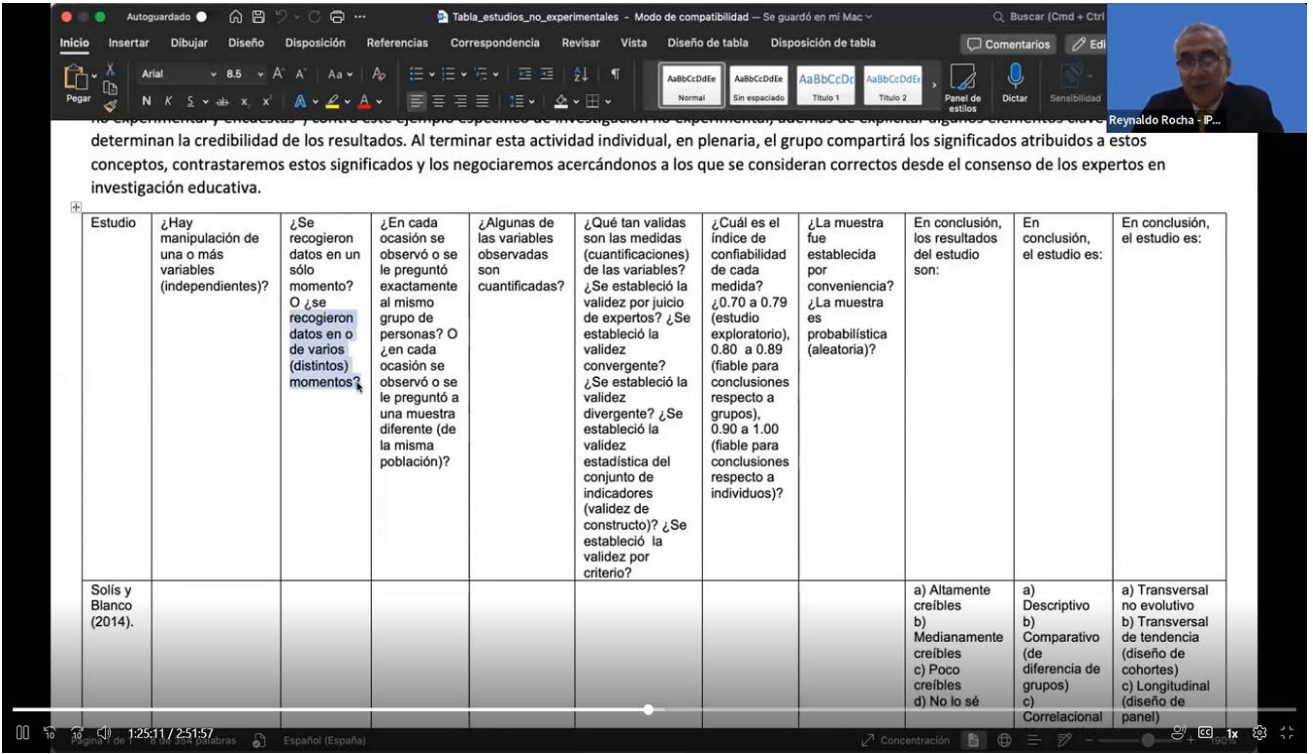 Autoguardado
Tabla_estudios_no_experimentales - Modo de compatibilidad — Se guardó en mi Mac
Buscar (Cmd + Ctrl
Inicio Insertar Dibujar Diseño Disposición Referencias Correspondencia Revisar Vista Diseño de tabla Disposición de tabla
Comentarios Edi
Pegar
Arial 8.5
N K S ab x, x²
AaBbCcDdEe
Normal
AaBbCcDdEe
Sin espaciado
AaBbCcDc
Título 1
AaBbCcDdEe
Título 2
Panel de
estilos
Dictar
Sensibilidad
Reynaldo Rocha - IP...
determinan la credibilidad de los resultados. Al terminar esta actividad individual, en plenaria, el grupo compartirá los significados atribuidos a estos
conceptos, contrastaremos estos significados y los negociaremos acercándonos a los que se consideran correctos desde el consenso de los expertos en
investigación educativa.
Estudio
¿Hay
manipulación de
una o más
variables
(independientes)?
¿Se
recogieron
datos en un
sólo
momento?
O ¿se
recogieron
datos en o
de varios
(distintos)
momentos?
¿En cada
ocasión se
observó o se
le preguntó
exactamente
al mismo
grupo de
personas? O
¿en cada
ocasión se
observó o se
le preguntó a
una muestra
diferente (de
la misma
población)?
¿Algunas de
las variables
observadas
son
cuantificadas?
¿Qué tan validas
son las medidas
(cuantificaciones)
de las variables?
¿Se estableció la
validez por juicio
de expertos? ¿Se
estableció la
validez
convergente?
¿Se estableció la
validez
divergente? ¿Se
estableció la
validez
estadística del
conjunto de
indicadores
(validez de
constructo)? ¿Se
estableció la
validez por
criterio?
¿Cuál es el
índice de
confiabilidad
de cada
medida?
¿0.70 a 0.79
(estudio
exploratorio),
0.80 a 0.89
(fiable para
conclusiones
respecto a
grupos),
0.90 a 1.00
(fiable para
conclusiones
respecto a
individuos)?
¿La muestra
fue
establecida
por
conveniencia?
¿La muestra
es
probabilística
(aleatoria)?
En conclusión,
los resultados
del estudio
son:
En
conclusión,
el estudio es:
En conclusión,
el estudio es:
Solís y
Blanco
(2014).
a) Altamente
creíbles
b)
Medianamente
creíbles
c) Poco
creíbles
d) No lo sé
a)
Descriptivo
b)
Comparativo
(de
diferencia de
grupos)
c)
Correlacional
a) Transversal
no evolutivo
b) Transversal
de tendencia
(diseño de
cohortes)
c) Longitudinal
(diseño de
panel)
1:25:11 / 2:51:57
1x
Página 1 de 1 8 de 354 palabras Español (España) Concentración 190%